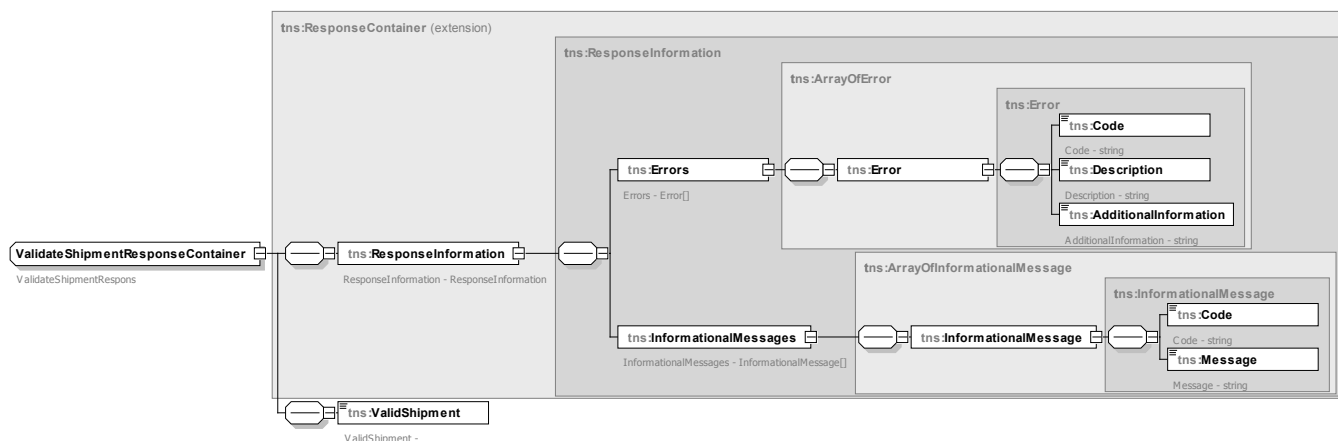 tns:ResponseContainer (extension)
tns:ResponseInformation
tns:ArrayOfError
tns:Error
tns:Code
Code - string
tns:Errors
tns:Error
tns:Description
Errors - Error[]
Description - string
tns:AdditionalInformation
AdditionalInformation - string
ValidateShipmentResponseContainer
tns:ResponseInformation
ValidateShipmentRespons
ResponseInformation - ResponseInformation
tns:ArrayOfInformationalMessage
tns:InformationalMessage
tns:Code
tns:InformationalMessages
tns:InformationalMessage
Code - string
tns:Message
InformationalMessages - InformationalMessage[]
Message - string
tns:ValidShipment
ValidShipment -